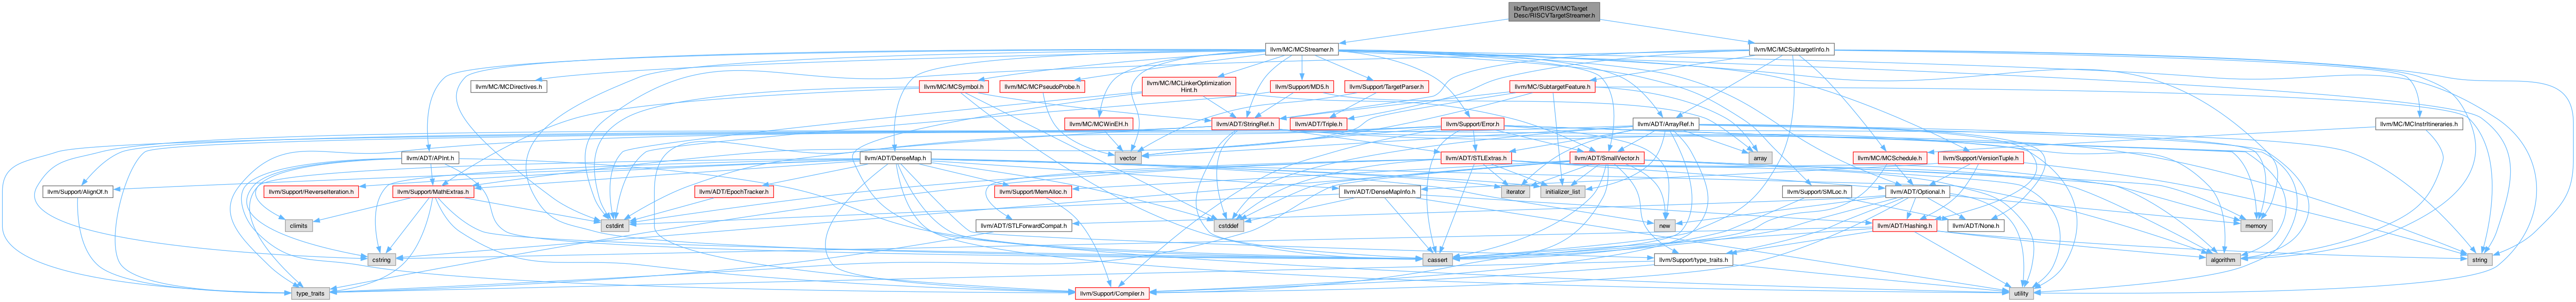 lib/Target/RISCV/MCTarget
Desc/RISCVTargetStreamer.h
llvm/MC/MCStreamer.h
llvm/MC/MCSubtargetInfo.h
llvm/MC/MCDirectives.h
llvm/MC/MCSymbol.h
llvm/MC/MCPseudoProbe.h
llvm/MC/MCLinkerOptimization
Hint.h
llvm/Support/MD5.h
llvm/Support/TargetParser.h
llvm/MC/SubtargetFeature.h
llvm/MC/MCWinEH.h
llvm/ADT/StringRef.h
llvm/ADT/Triple.h
llvm/Support/Error.h
llvm/ADT/ArrayRef.h
llvm/MC/MCInstrItineraries.h
llvm/ADT/APInt.h
llvm/ADT/DenseMap.h
vector
llvm/ADT/STLExtras.h
llvm/ADT/SmallVector.h
array
llvm/MC/MCSchedule.h
llvm/Support/VersionTuple.h
llvm/Support/AlignOf.h
llvm/Support/ReverseIteration.h
llvm/Support/MathExtras.h
llvm/ADT/EpochTracker.h
llvm/Support/MemAlloc.h
llvm/ADT/DenseMapInfo.h
iterator
initializer_list
llvm/Support/SMLoc.h
llvm/ADT/Optional.h
climits
cstdint
llvm/ADT/STLForwardCompat.h
cstddef
new
llvm/ADT/Hashing.h
llvm/ADT/None.h
memory
cstring
cassert
llvm/Support/type_traits.h
algorithm
string
type_traits
llvm/Support/Compiler.h
utility